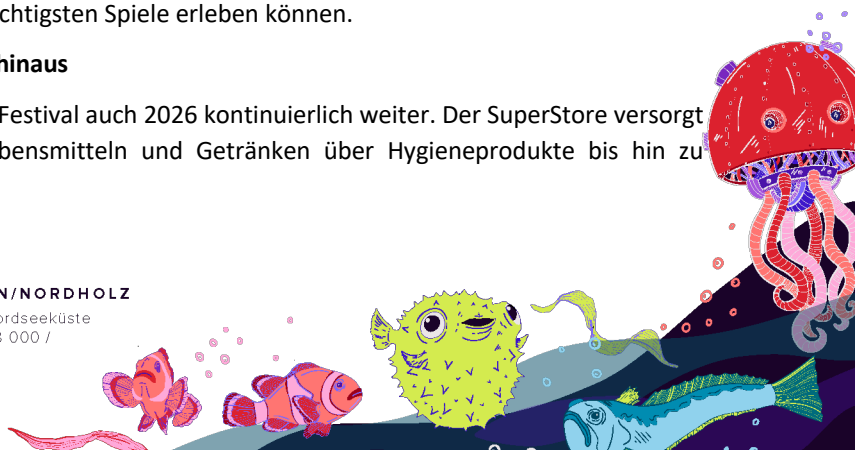 chtigsten Spiele erleben können.
hinaus
Festival auch 2026 kontinuierlich weiter. Der SuperStore versorgt
bensmitteln und Getränken über Hygieneprodukte bis hin zu
N/NORDHOLZ
ordseeküste
000 /